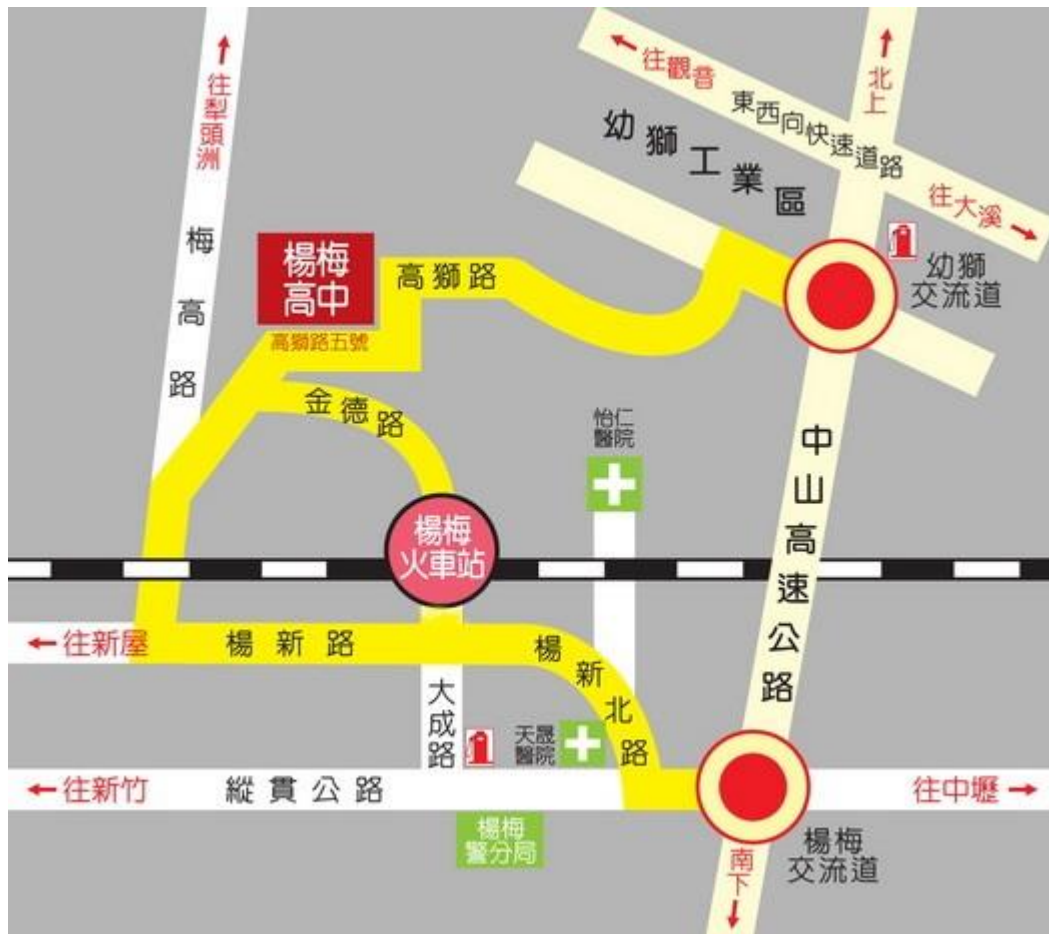 往犁頭洲
梅高路
往觀音
東西向快速道路
往大溪
北上
幼獅工業區
幼獅
交流道
楊梅
高中
高獅路五號
高獅路
金德路
怡仁
醫院
中山高速公路
楊梅
火車站
往新屋
楊新路
楊新北路
大成路
天晟
醫院
往新竹
縱貫公路
往中壢
楊梅
警分局
楊梅
交流道
南下